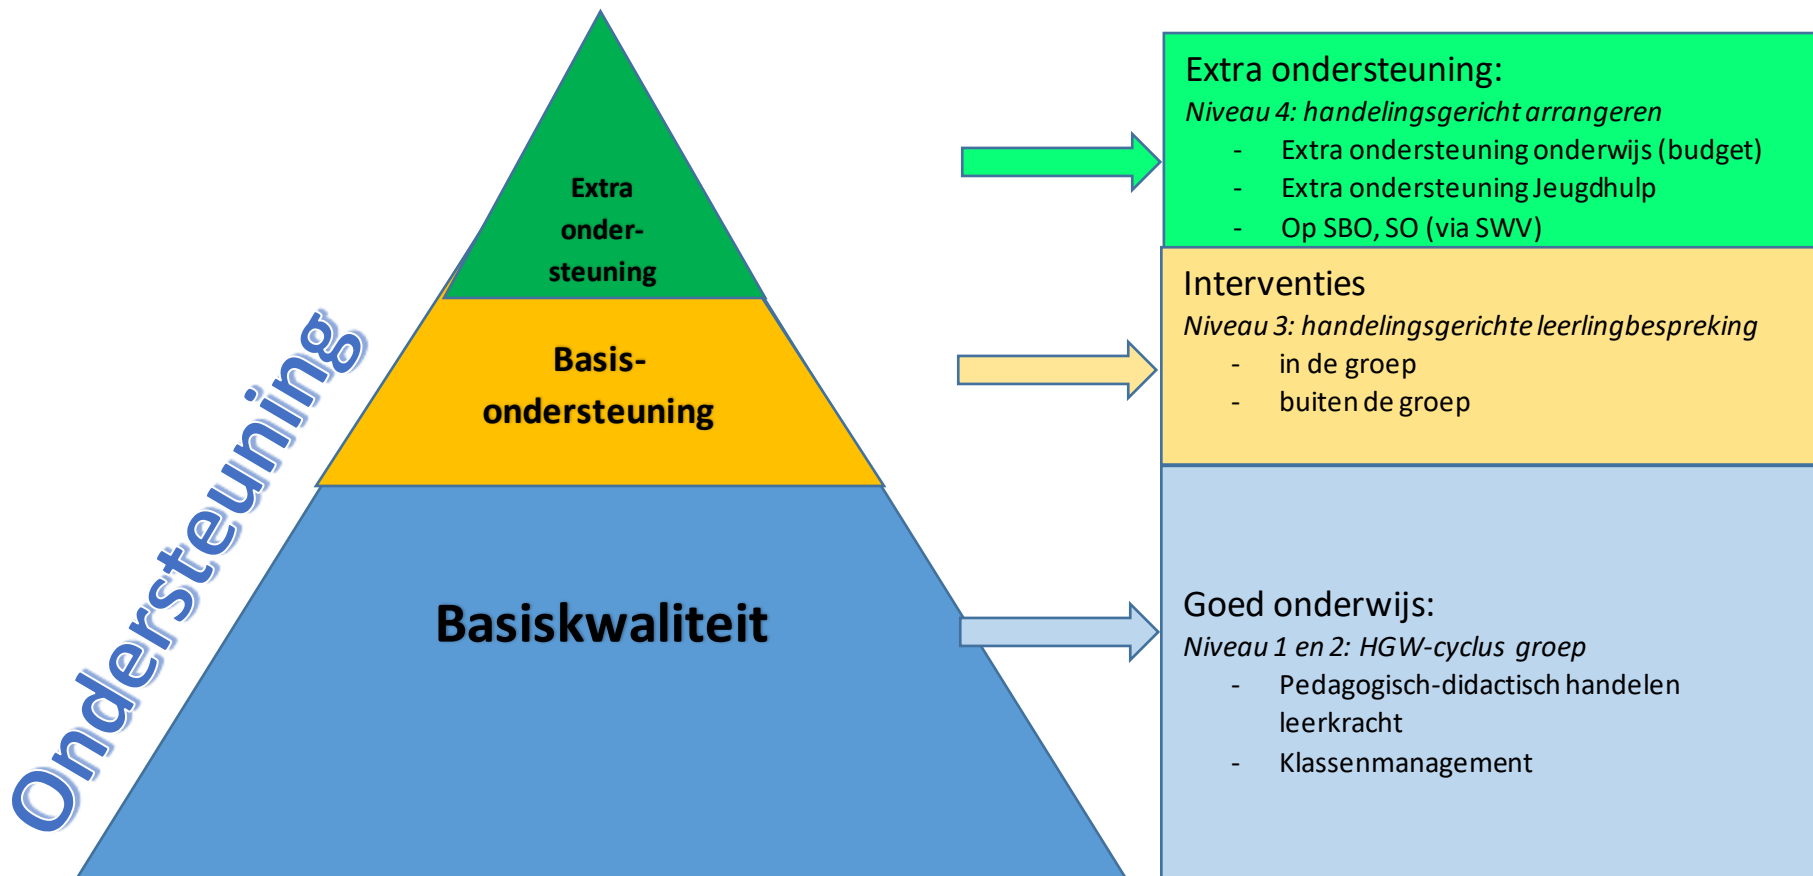 Ondersteuning
Extra
onder-
steuning
Basis-
ondersteuning
Basiskwaliteit
Extra ondersteuning:
Niveau 4: handelingsgericht arrangeren
- Extra ondersteuning onderwijs (budget)
- Extra ondersteuning Jeugdhulp
- Op SBO, SO (via SWV)
Interventies
Niveau 3: handelingsgerichte leerlingbespreking
- in de groep
- buiten de groep
Goed onderwijs:
Niveau 1 en 2: HGW-cyclus groep
- Pedagogisch-didactisch handelen
leerkracht
- Klassenmanagement